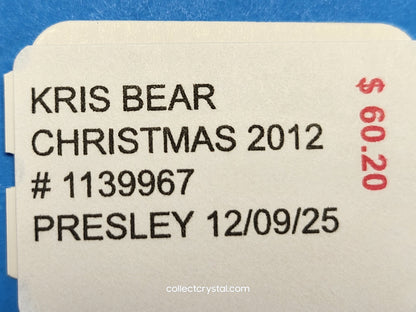 KRIS BEAR
CHRISTMAS 2012
# 1139967
PRESLEY 12/09/25
$ 60.20
collectcrystal.com